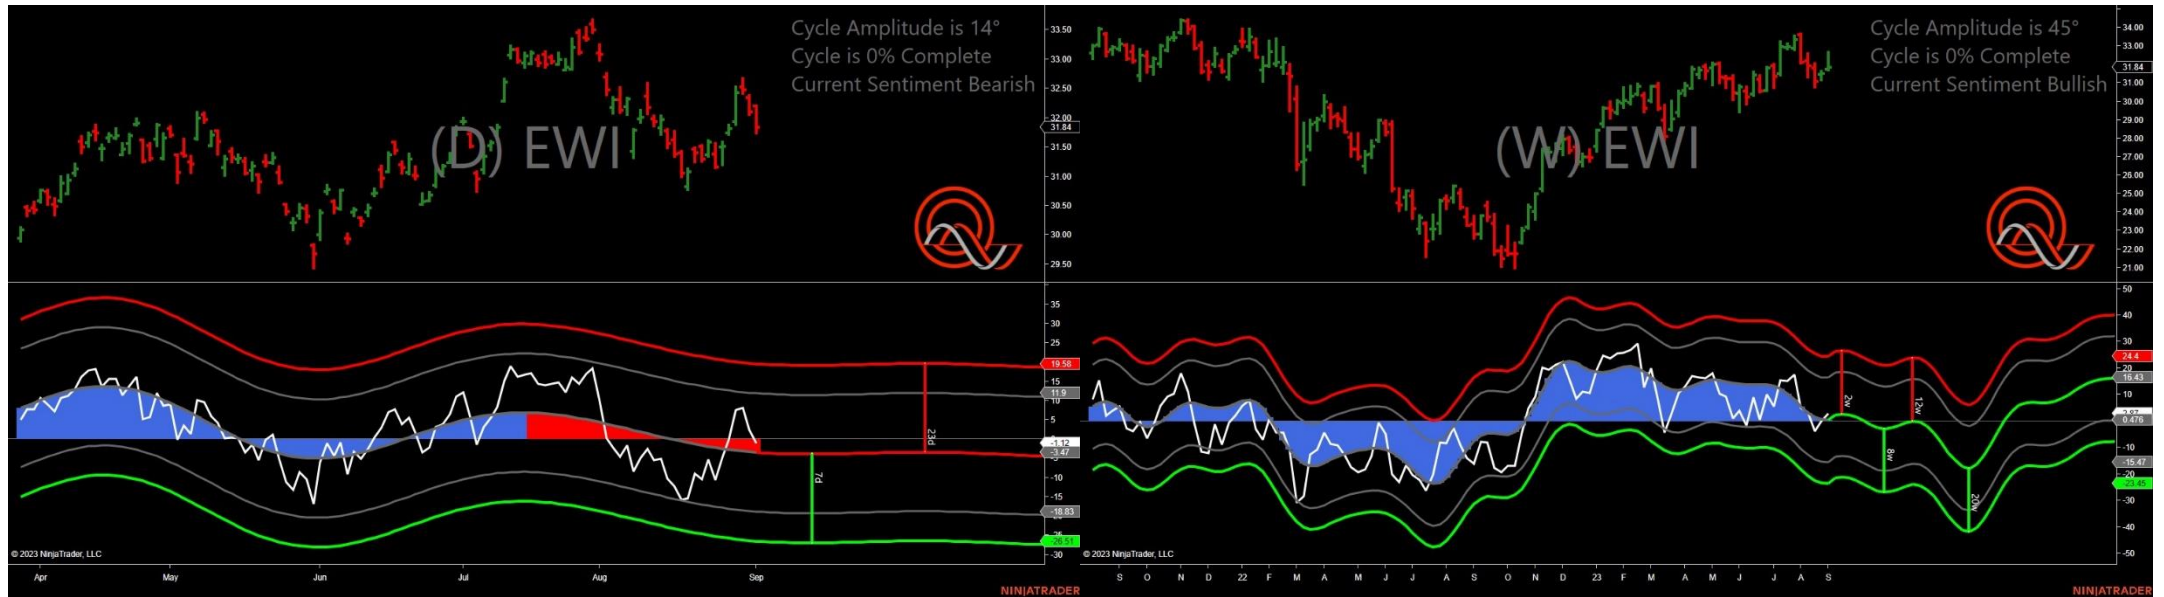 Cycle Amplitude is 14°
Cycle is 0% Complete
Current Sentiment Bearish
(D) EWI
33.50
33.00
32.50
32.00
31.84
31.50
31.00
30.50
30.00
29.50
35
30
25
19.58
15
11.9
10
5
-1.12
-3.47
-10
-15
-18.83
-26.51
-30
23d
7d
© 2023 NinjaTrader, LLC
Apr May Jun Jul Aug Sep
NINJATRADER
Cycle Amplitude is 45°
Cycle is 0% Complete
Current Sentiment Bullish
(W) EWI
34.00
33.00
31.84
31.00
30.00
29.00
28.00
27.00
26.00
25.00
24.00
23.00
22.00
21.00
50
40
30
24.4
20
16.43
10
2.87
0.476
-10
-15.47
-20
-23.45
-30
-40
-50
2w
12w
8w
20w
© 2023 NinjaTrader, LLC
S O N D 22 F M A M J J A S O N D 23 F M A M J J A S
NINJATRADER